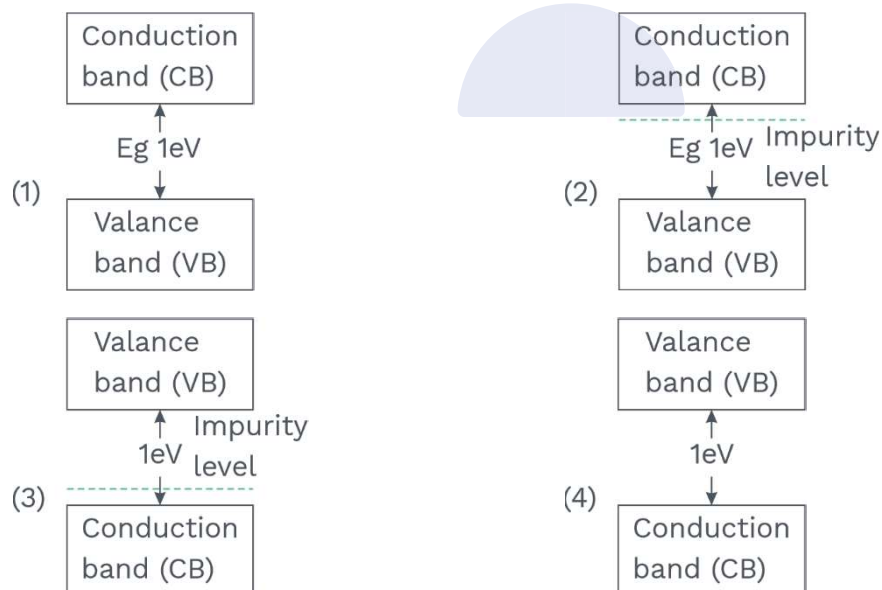 Conduction
band (CB)
Eg 1eV
(1)
Valance
band (VB)
Conduction
band (CB)
Eg 1eV
Impurity
level
(2)
Valance
band (VB)
Valance
band (VB)
Impurity
1eV
level
(3)
Conduction
band (CB)
Valance
band (VB)
1eV
(4)
Conduction
band (CB)